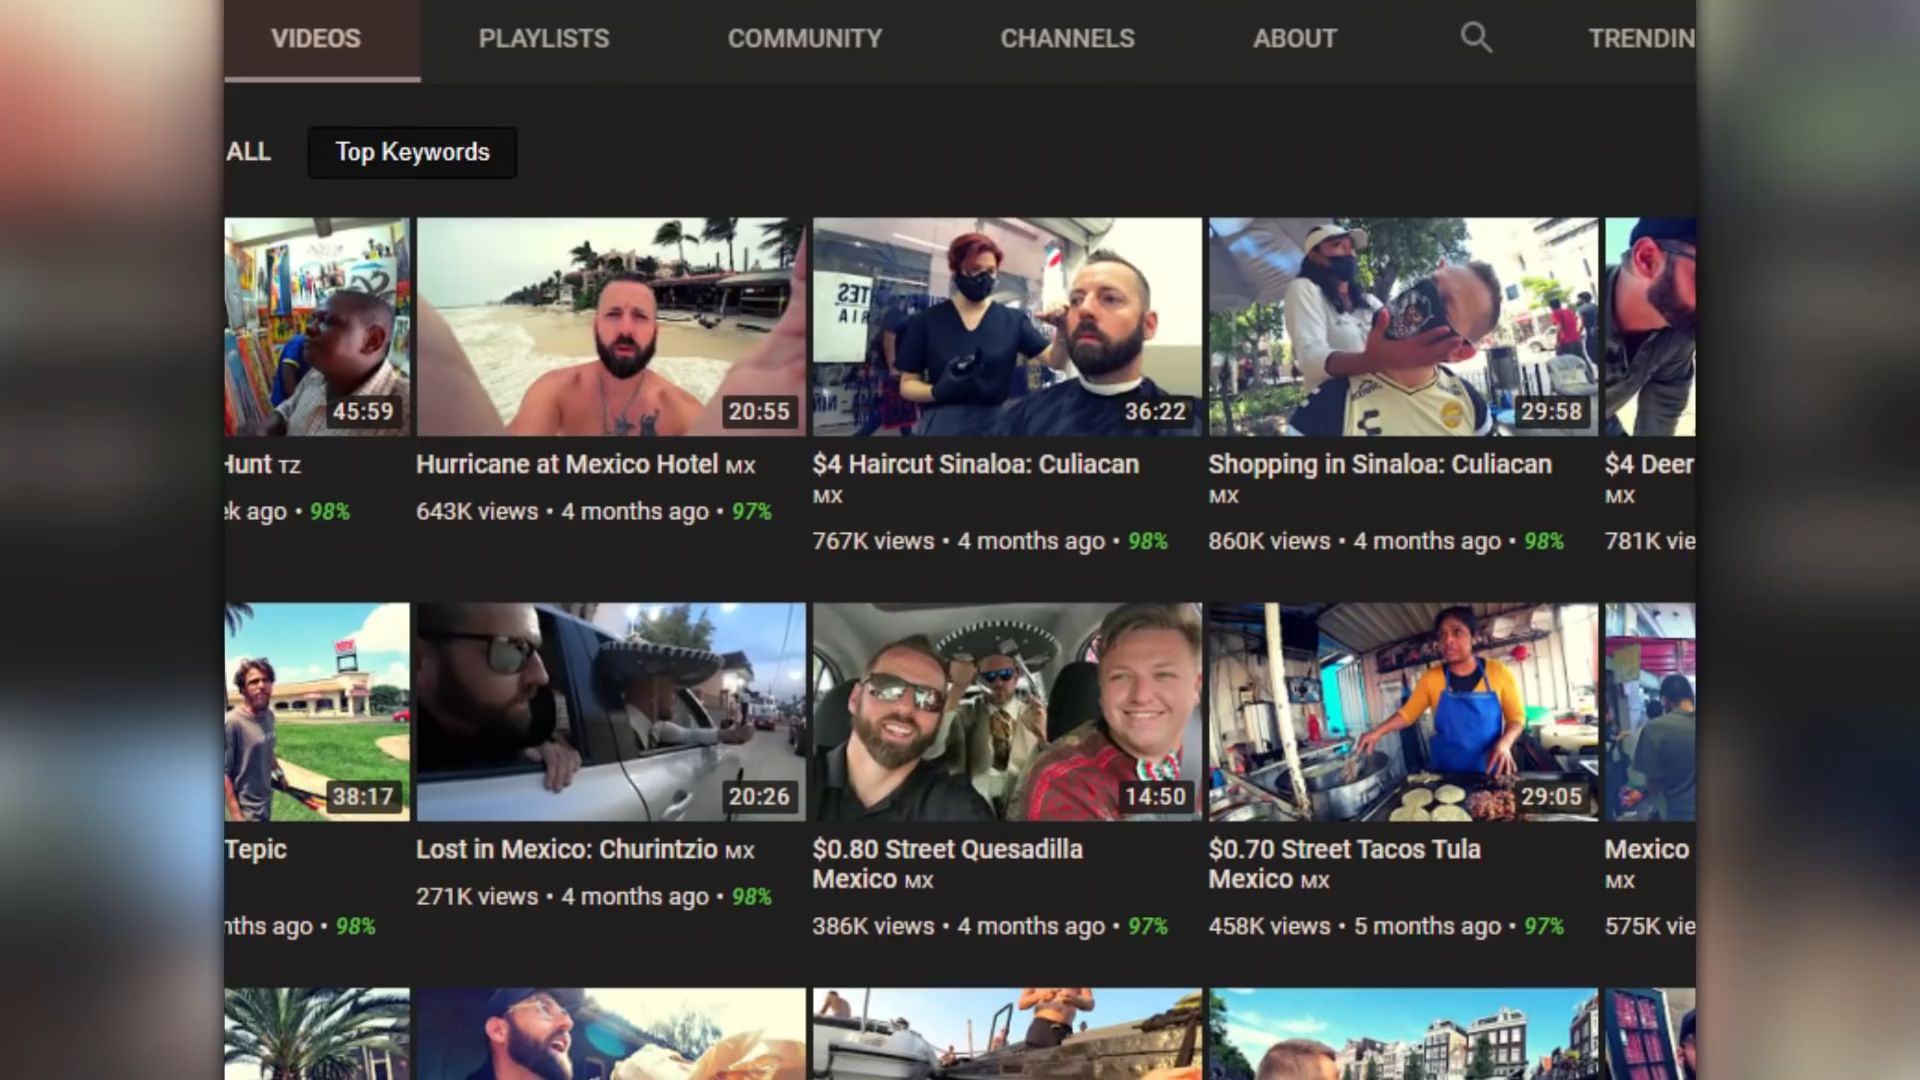 VIDEOS PLAYLISTS COMMUNITY CHANNELS ABOUT TRENDIN
ALL Top Keywords
45:59
20:55
36:22
29:58
Hunt TZ
ek ago • 98%
Hurricane at Mexico Hotel MX
643K views • 4 months ago • 97%
$4 Haircut Sinaloa: Culiacan
MX
767K views • 4 months ago • 98%
Shopping in Sinaloa: Culiacan
MX
860K views • 4 months ago • 98%
$4 Deer
MX
781K vie
38:17
20:26
14:50
29:05
Tepic
nths ago • 98%
Lost in Mexico: Churintzio MX
271K views • 4 months ago • 98%
$0.80 Street Quesadilla
Mexico MX
386K views • 4 months ago • 97%
$0.70 Street Tacos Tula
Mexico MX
458K views • 5 months ago • 97%
Mexico
MX
575K vie